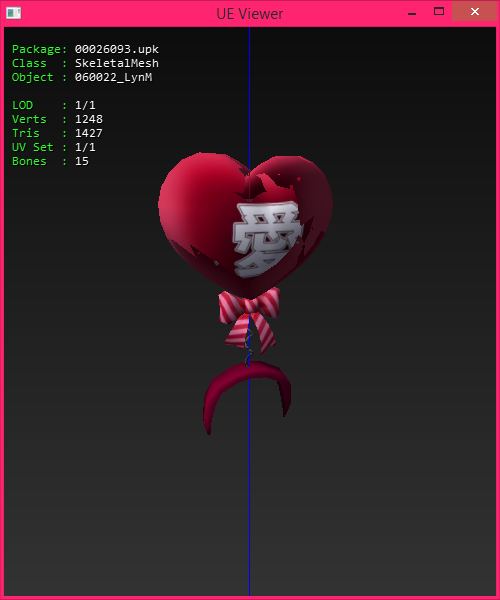 UE Viewer
Package: 00026093.upk
Class : SkeletalMesh
Object : 060022_LynM
LOD : 1/1
Verts : 1248
Tris : 1427
UV Set : 1/1
Bones : 15
愛